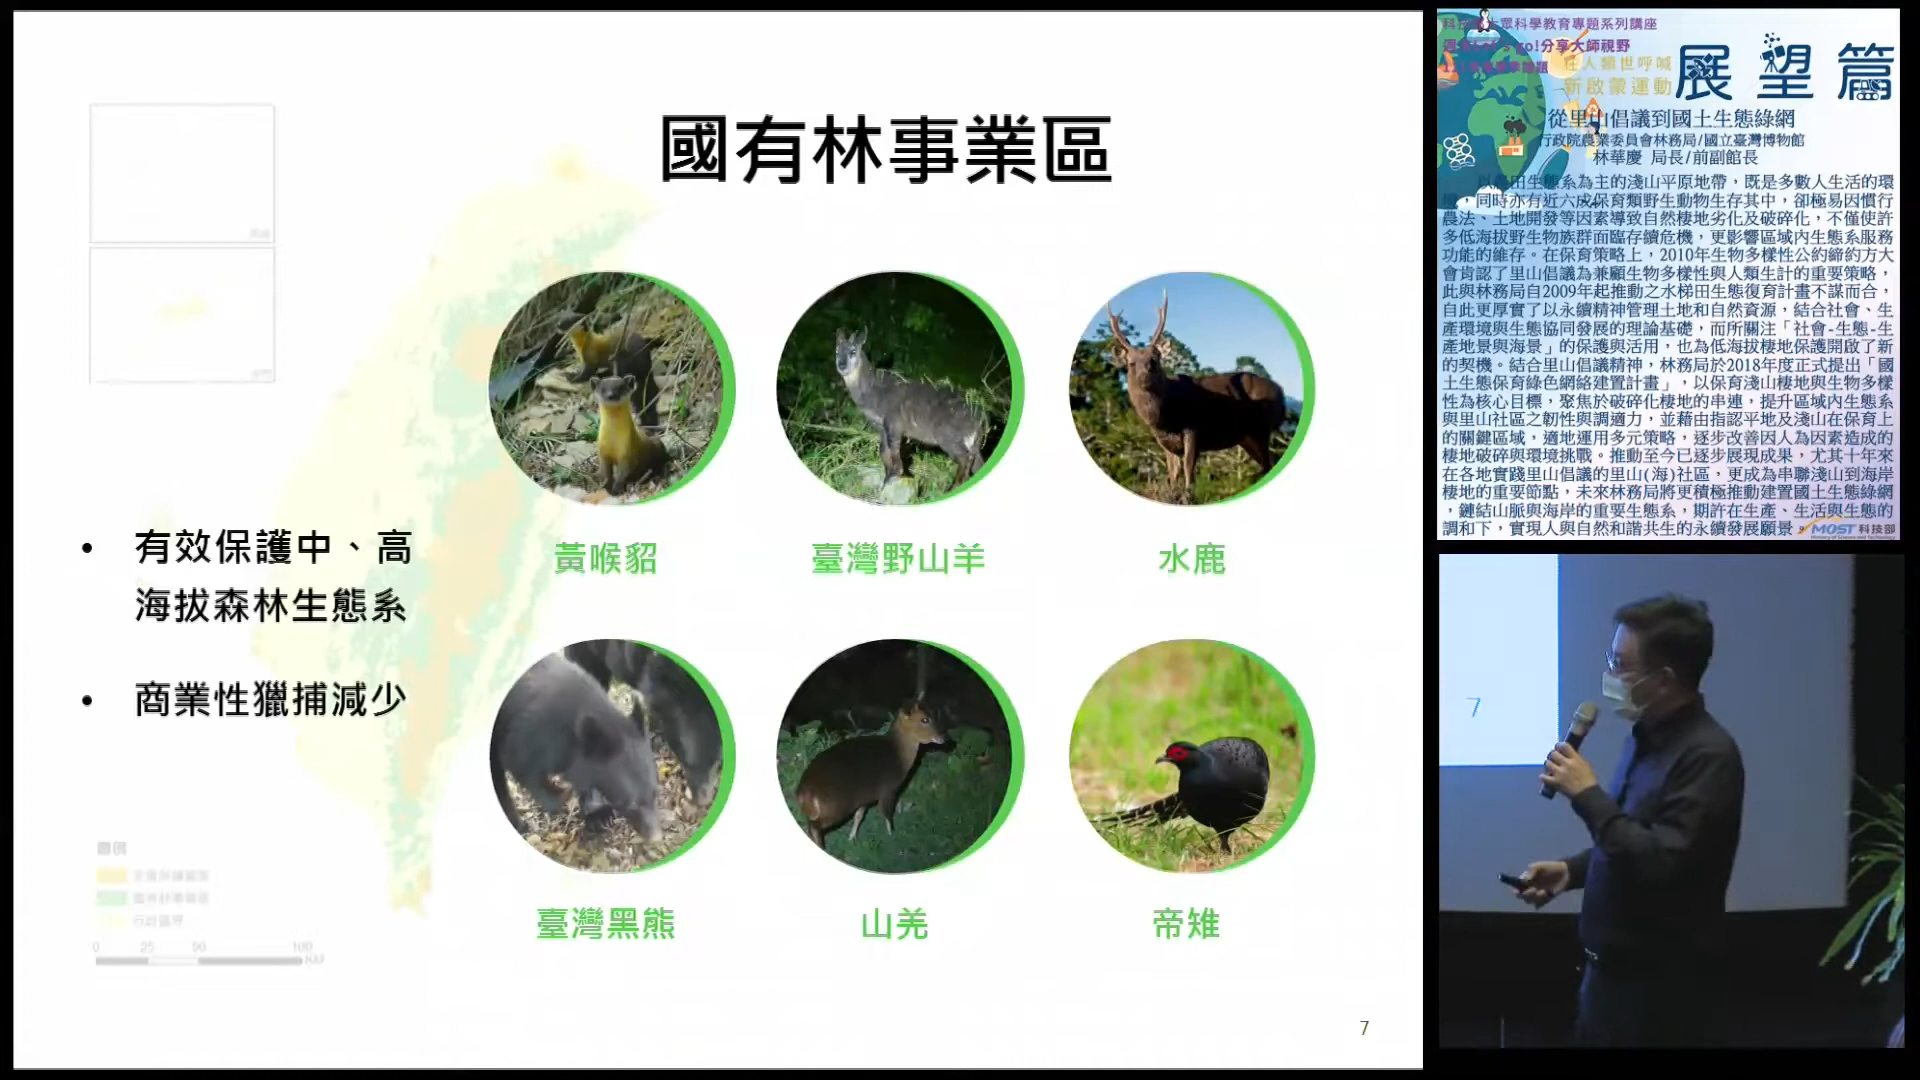 國有林事業區
• 有效保護中、高
海拔森林生態系
• 商業性獵捕減少
黃喉貂
臺灣野山羊
水鹿
臺灣黑熊
山羌
帝雉
0 25 50 100
7
展望篇
分享大師視野
在人類世呼喊
新啟蒙運動
從里山倡議到國土生態綠網
行政院農業委員會林務局/國立臺灣博物館
林華慶 局長/前副館長
田生態系為主的淺山平原地帶，既是多數人生活的環
，同時亦有近六成保育類野生動物生存其中，卻極易因慣行
農法、土地開發等因素導致自然棲地劣化及破碎化，不僅使許
多低海拔野生物族群面臨存續危機，更影響區域內生態系服務
功能的維存。在保育策略上，2010年生物多樣性公約締約方大
會肯認了里山倡議為兼顧生物多樣性與人類生計的重要策略，
此與林務局自2009年起推動之水梯田生態復育計畫不謀而合，
自此更厚實了以永續精神管理土地和自然資源，結合社會、生
產環境與生態協同發展的理論基礎，而所關注「社會-生態-生
產地景與海景」的保護與活用，也為低海拔棲地保護開啟了新
的契機。結合里山倡議精神，林務局於2018年度正式提出「國
土生態保育綠色網絡建置計畫」，以保育淺山棲地與生物多樣
性為核心目標，聚焦於破碎化棲地的串連，提升區域內生態系
與里山社區之韌性與調適力，並藉由指認平地及淺山在保育上
的關鍵區域，適地運用多元策略，逐步改善因人為因素造成的
棲地破碎與環境挑戰。推動至今已逐步展現成果，尤其十年來
在各地實踐里山倡議的里山(海)社區，更成為串聯淺山到海岸
棲地的重要節點，未來林務局將更積極推動建置國土生態綠網
，鏈結山脈與海岸的重要生態系，期許在生產、生活與生態的
調和下，實現人與自然和諧共生的永續發展願景。
MOST 科技部
7